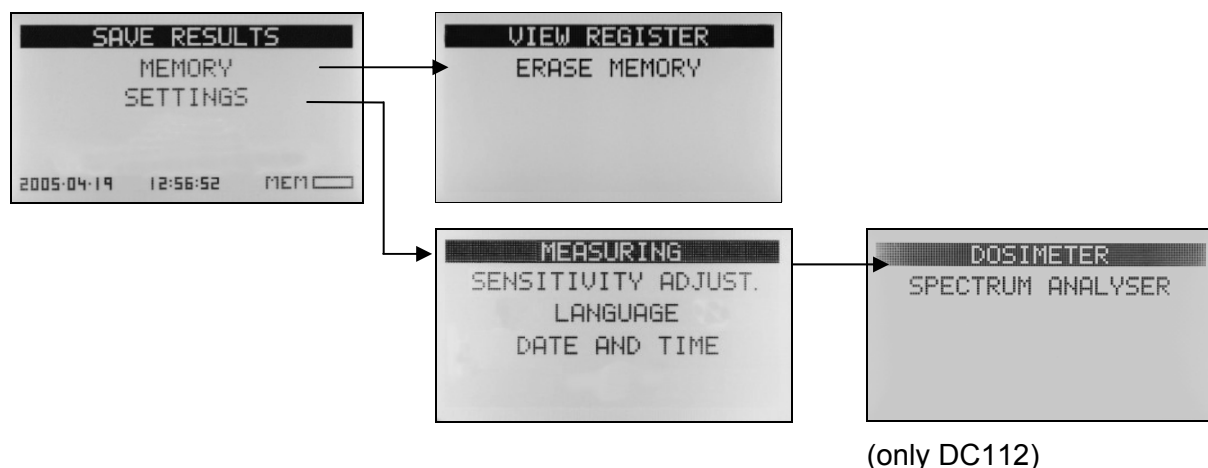 SAVE RESULTS
MEMORY
SETTINGS
2005-04-19 12:56:52 MEM
VIEW REGISTER
ERASE MEMORY
MEASURING
SENSITIVITY ADJUST.
LANGUAGE
DATE AND TIME
DOSIMETER
SPECTRUM ANALYSER
(only DC112)